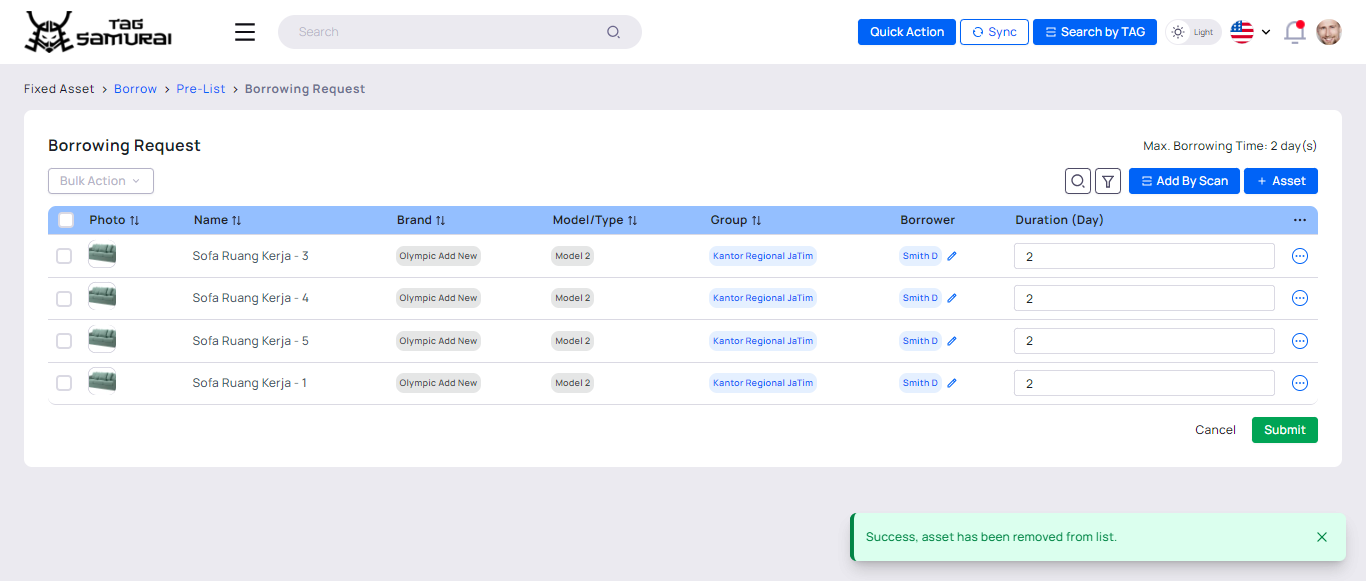 TAG SAMURAI
Search
Quick Action
Sync
Search by TAG
Light
Fixed Asset > Borrow > Pre-List > Borrowing Request
Borrowing Request
Max. Borrowing Time: 2 day(s)
Bulk Action
Add By Scan
+ Asset
Photo Name Brand Model/Type Group Borrower Duration (Day) ...
Sofa Ruang Kerja - 3 Olympic Add New Model 2 Kantor Regional JaTim Smith D 2
Sofa Ruang Kerja - 4 Olympic Add New Model 2 Kantor Regional JaTim Smith D 2
Sofa Ruang Kerja - 5 Olympic Add New Model 2 Kantor Regional JaTim Smith D 2
Sofa Ruang Kerja - 1 Olympic Add New Model 2 Kantor Regional JaTim Smith D 2
Cancel Submit
Success, asset has been removed from list.